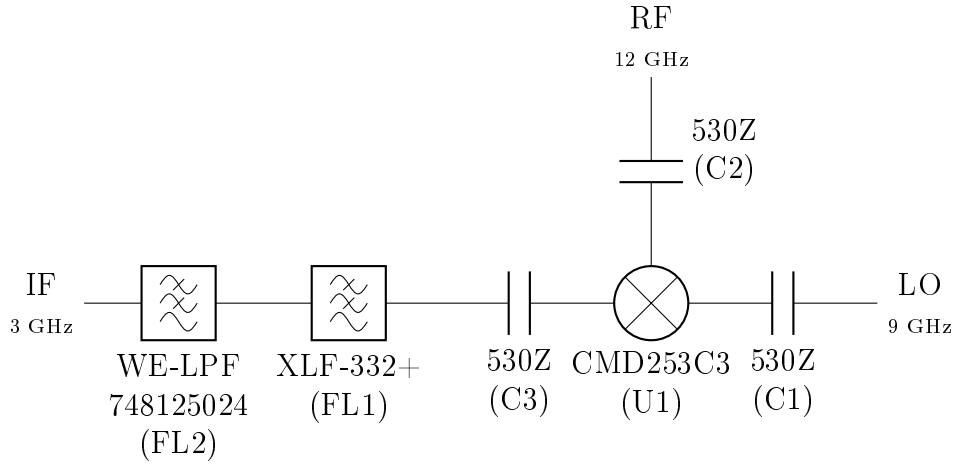 RF
12 GHz
530Z
(C2)
IF
3 GHz
LO
9 GHz
WE-LPF
748125024
(FL2)
XLF-332+
(FL1)
530Z
(C3)
CMD253C3
(U1)
530Z
(C1)